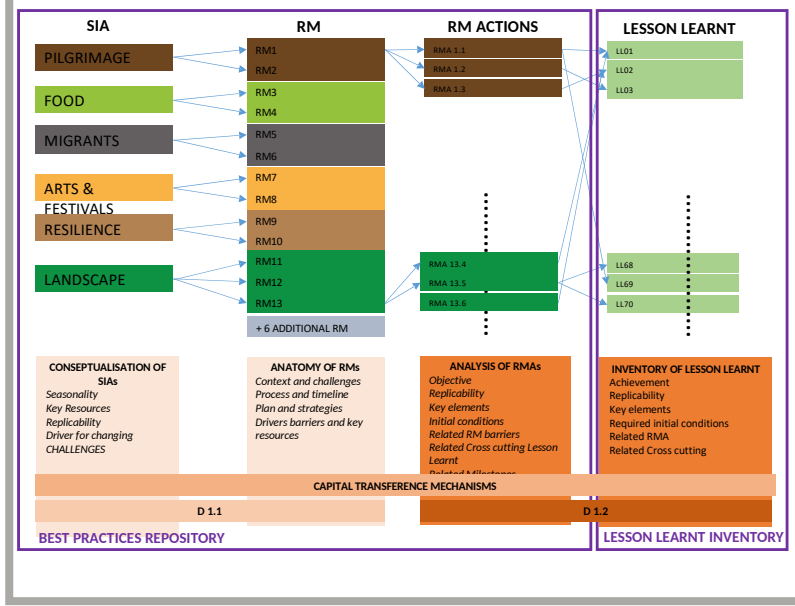 SIA
RM
RM ACTIONS
LESSON LEARNT
PILGRIMAGE
FOOD
MIGRANTS
ARTS &
FESTIVALS
RESILIENCE
LANDSCAPE
RM1
RM2
RM3
RM4
RM5
RM6
RM7
RM8
RM9
RM10
RM11
RM12
RM13
+ 6 ADDITIONAL RM
RMA 1.1
RMA 1.2
RMA 1.3
RMA 13.4
RMA 13.5
RMA 13.6
LL01
LL02
LL03
LL68
LL69
LL70
CONSEPTUALISATION OF
SIAs
Seasonality
Key Resources
Replicability
Driver for changing
CHALLENGES
ANATOMY OF RMs
Context and challenges
Process and timeline
Plan and strategies
Drivers barriers and key
resources
ANALYSIS OF RMAs
Objective
Replicability
Key elements
Initial conditions
Related RM barriers
Related Cross cutting Lesson
Learnt
Related Milestones
INVENTORY OF LESSON LEARNT
Achievement
Replicability
Key elements
Required initial conditions
Related RMA
Related Cross cutting
CAPITAL TRANSFERENCE MECHANISMS
D 1.1
D 1.2
BEST PRACTICES REPOSITORY
LESSON LEARNT INVENTORY